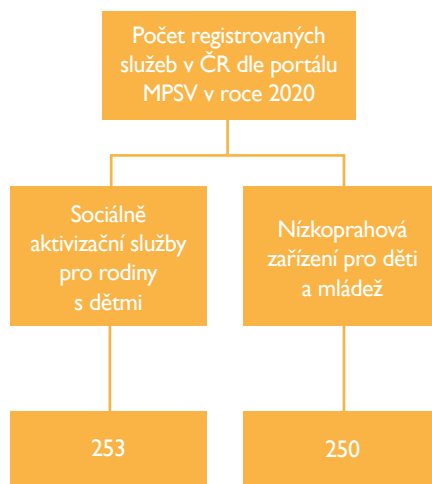 Počet registrovaných
služeb v ČR dle portálu
MPSV v roce 2020
Sociálně
aktivizační služby
pro rodiny
s dětmi
Nízkoprahová
zařízení pro děti
a mládež
253
250